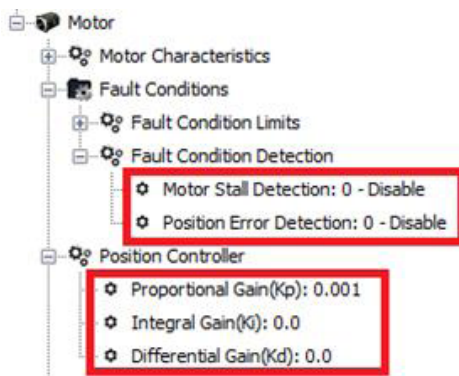 Motor
Motor Characteristics
Fault Conditions
Fault Condition Limits
Fault Condition Detection
Motor Stall Detection: 0 - Disable
Position Error Detection: 0 - Disable
Position Controller
Proportional Gain(Kp): 0.001
Integral Gain(Ki): 0.0
Differential Gain(Kd): 0.0